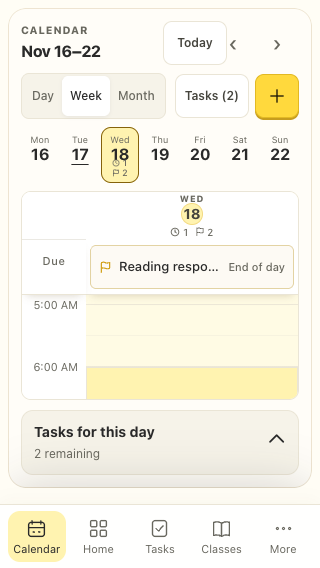 CALENDAR
Nov 16–22
Today
Day
Week
Month
Tasks (2)
Mon
16
Tue
17
Wed
18
1
2
Thu
19
Fri
20
Sat
21
Sun
22
WED
18
1 2
Due
Reading respo... End of day
5:00 AM
6:00 AM
Tasks for this day
2 remaining
Calendar
Home
Tasks
Classes
More